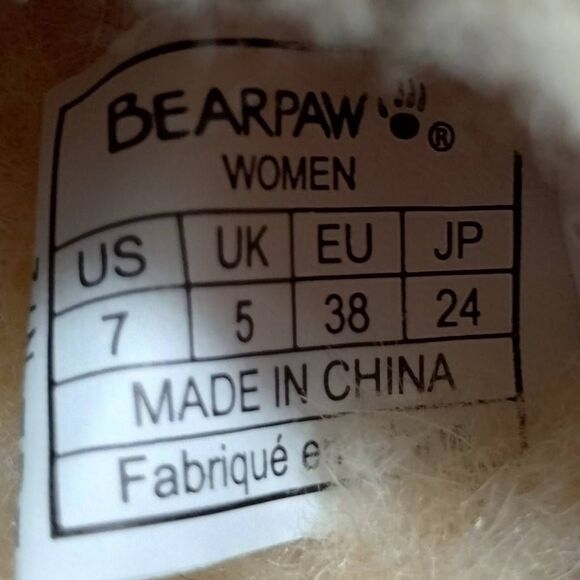 BEARPAW ®
WOMEN
US UK EU JP
7 5 38 24
MADE IN CHINA
Fabriqué